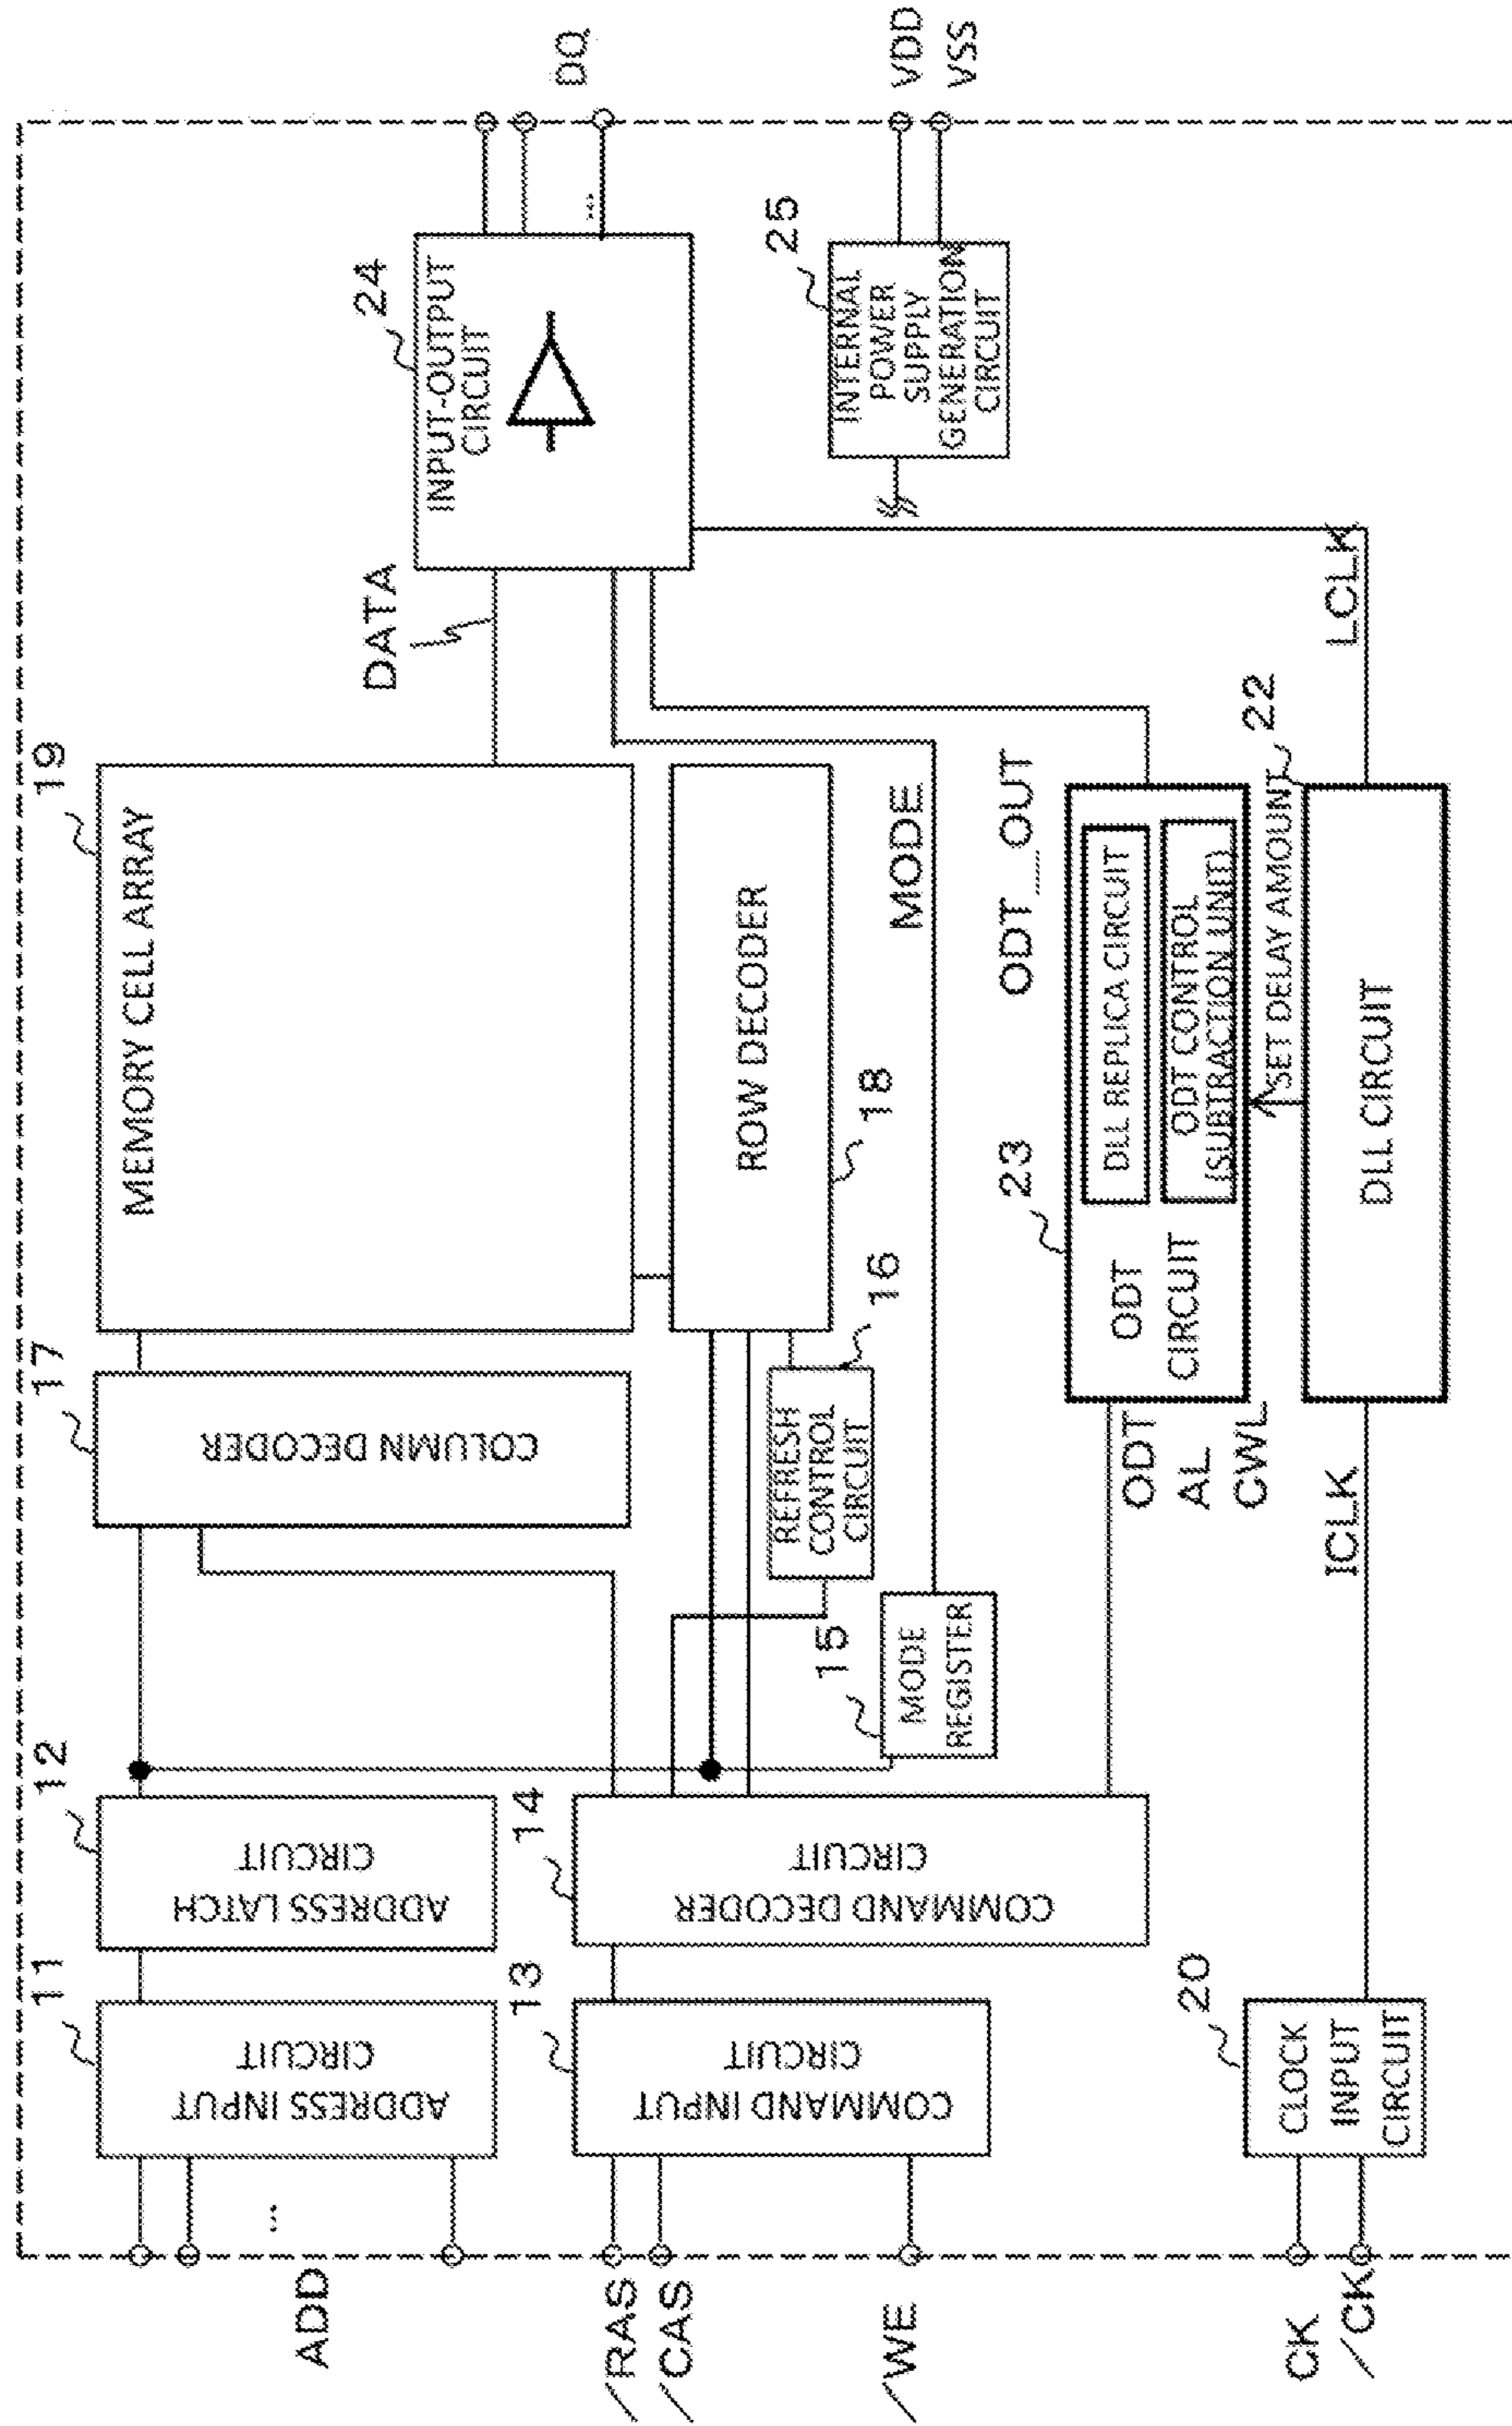 ADD
/RAS
/CAS
/WE
CK
/CK
11
ADDRESS INPUT
CIRCUIT
12
ADDRESS LATCH
CIRCUIT
13
COMMAND INPUT
CIRCUIT
14
COMMAND DECODER
CIRCUIT
20
CLOCK
INPUT
CIRCUIT
15
MODE
REGISTER
16
REFRESH
CONTROL
CIRCUIT
17
COLUMN DECODER
18
ROW DECODER
19
MEMORY CELL ARRAY
MODE
ODT
AL
CWL
ICLK
23
ODT
CIRCUIT
DLL REPLICA CIRCUIT
ODT CONTROL
(SUBTRACTION UNIT)
SET DELAY AMOUNT
22
DLL CIRCUIT
ODT_OUT
LCLK
DATA
24
INPUT-OUTPUT
CIRCUIT
...
...
25
INTERNAL
POWER
SUPPLY
GENERATION
CIRCUIT
DQ
VDD
VSS